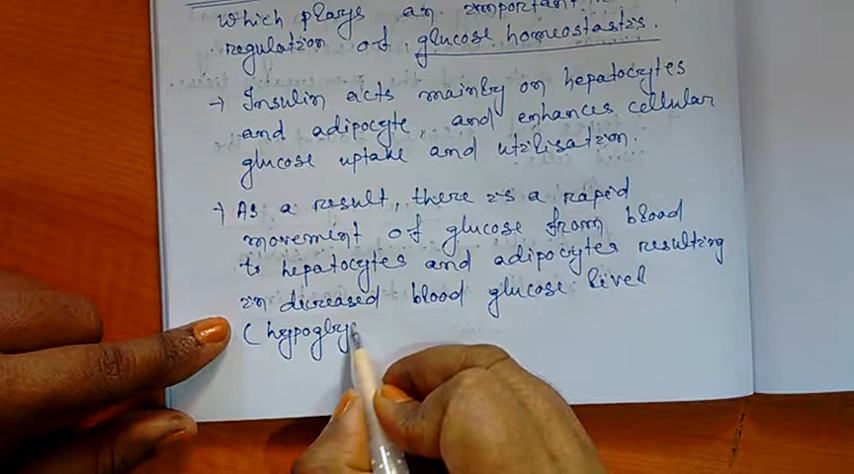 which plays an important
regulation of glucose homeostasis.
→ Insulin acts mainly on hepatocytes
and adipocyte, and enhances cellular
glucose uptake and utilisation.
→ As a result, there is a rapid
movement of glucose from blood
to hepatocytes and adipocytes resulting
in dicreased blood glucose livel
(hypogly